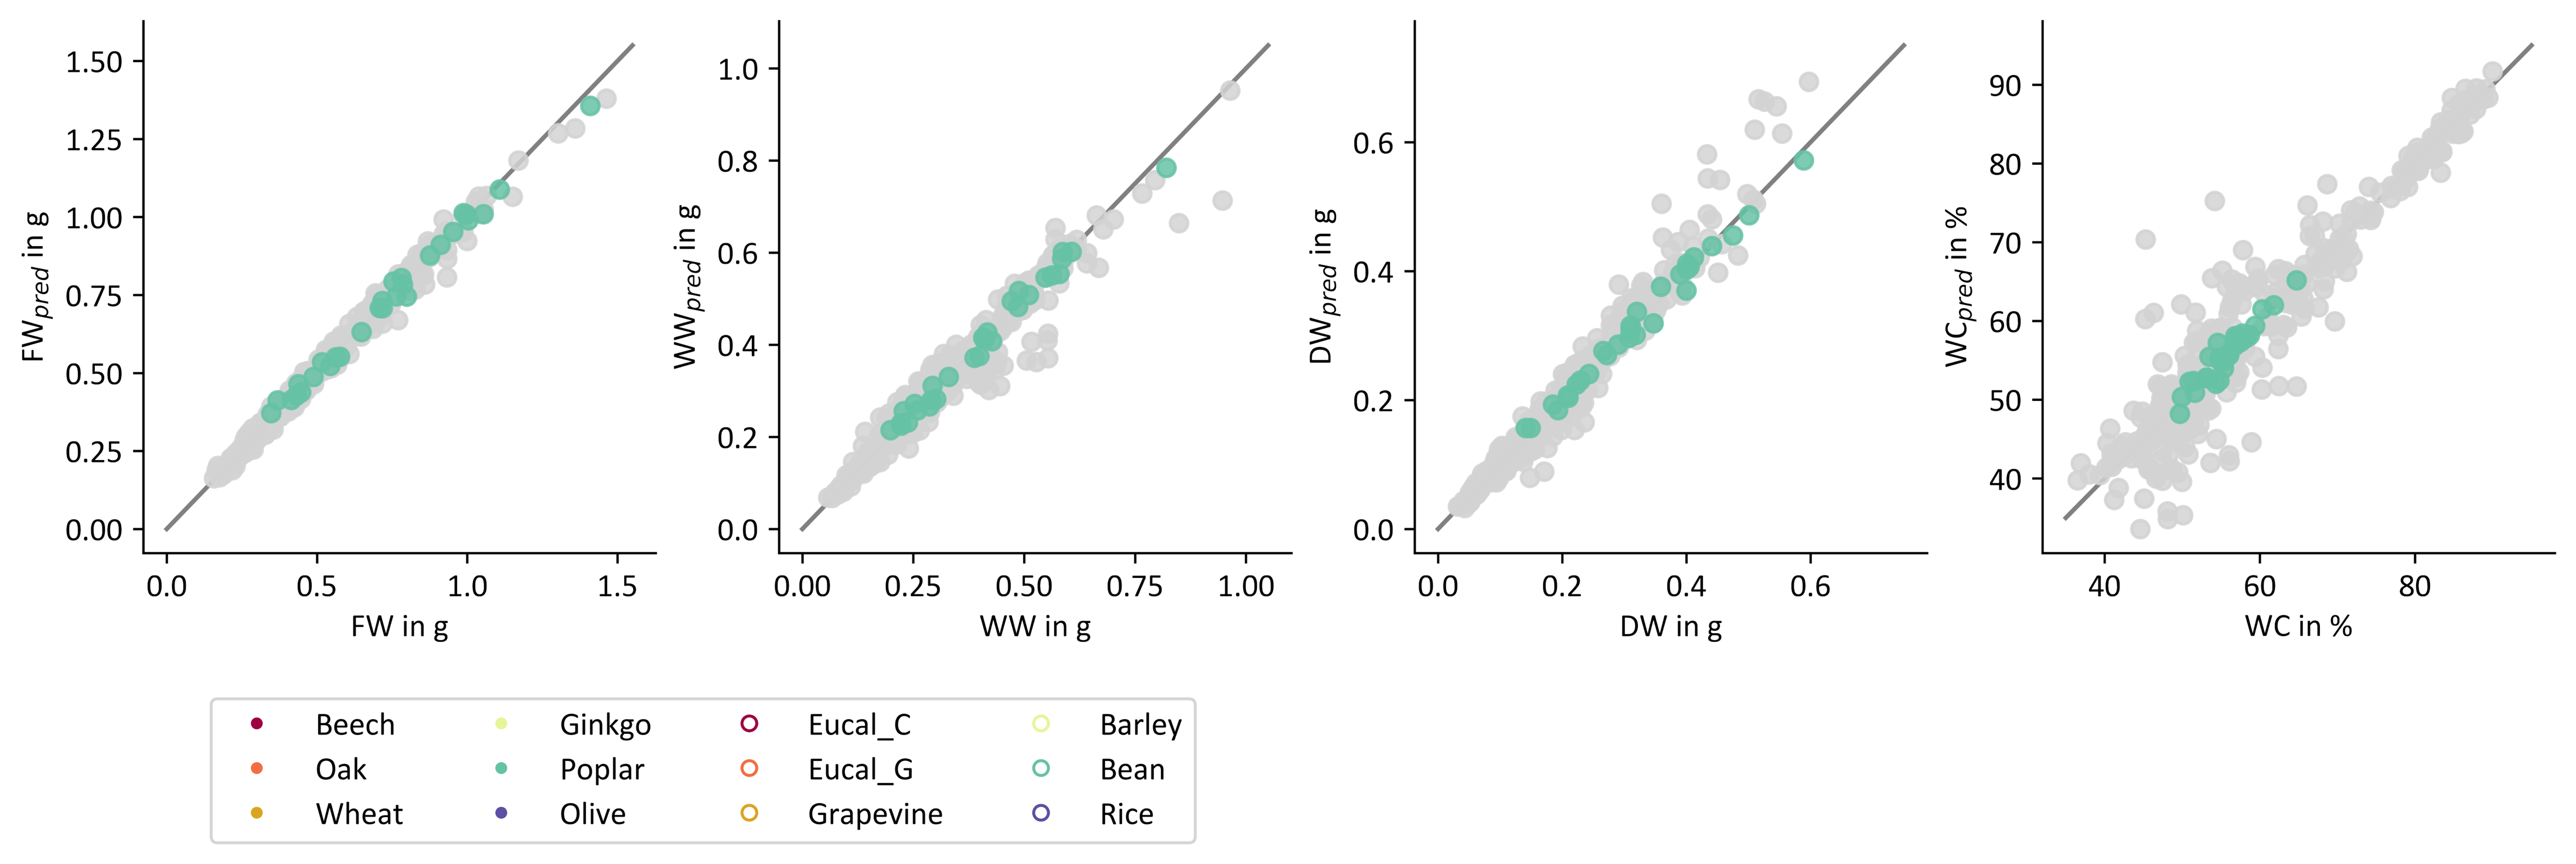 1.50
1.25
1.00
0.75
0.50
0.25
0.00
FWpred in g
0.0 0.5 1.0 1.5
FW in g
1.0
0.8
0.6
0.4
0.2
0.0
WWpred in g
0.00 0.25 0.50 0.75 1.00
WW in g
0.6
0.4
0.2
0.0
DWpred in g
0.0 0.2 0.4 0.6
DW in g
90
80
70
60
50
40
WCpred in %
40 60 80
WC in %
Beech Ginkgo Eucal_C Barley
Oak Poplar Eucal_G Bean
Wheat Olive Grapevine Rice